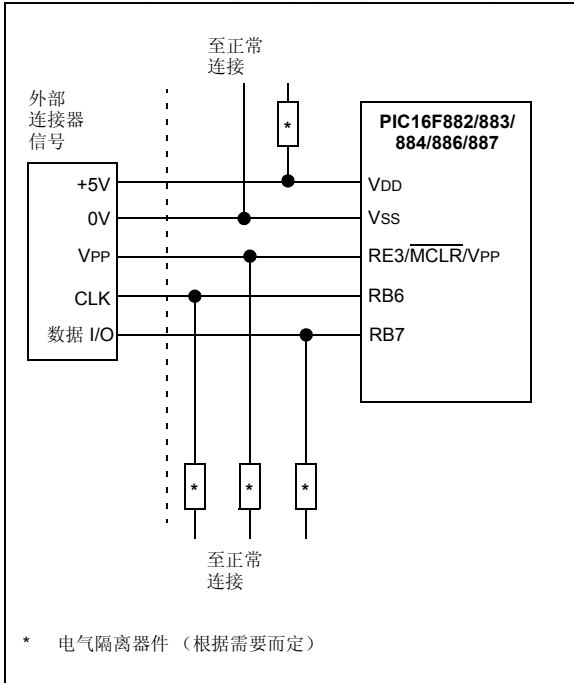 至正常
连接
外部
连接器
信号
*
PIC16F882/883/
884/886/887
+5V
VDD
0V
VSS
VPP
RE3/MCLR/VPP
CLK
RB6
数据 I/O
RB7
*
*
*
至正常
连接
* 电气隔离器件 （根据需要而定）